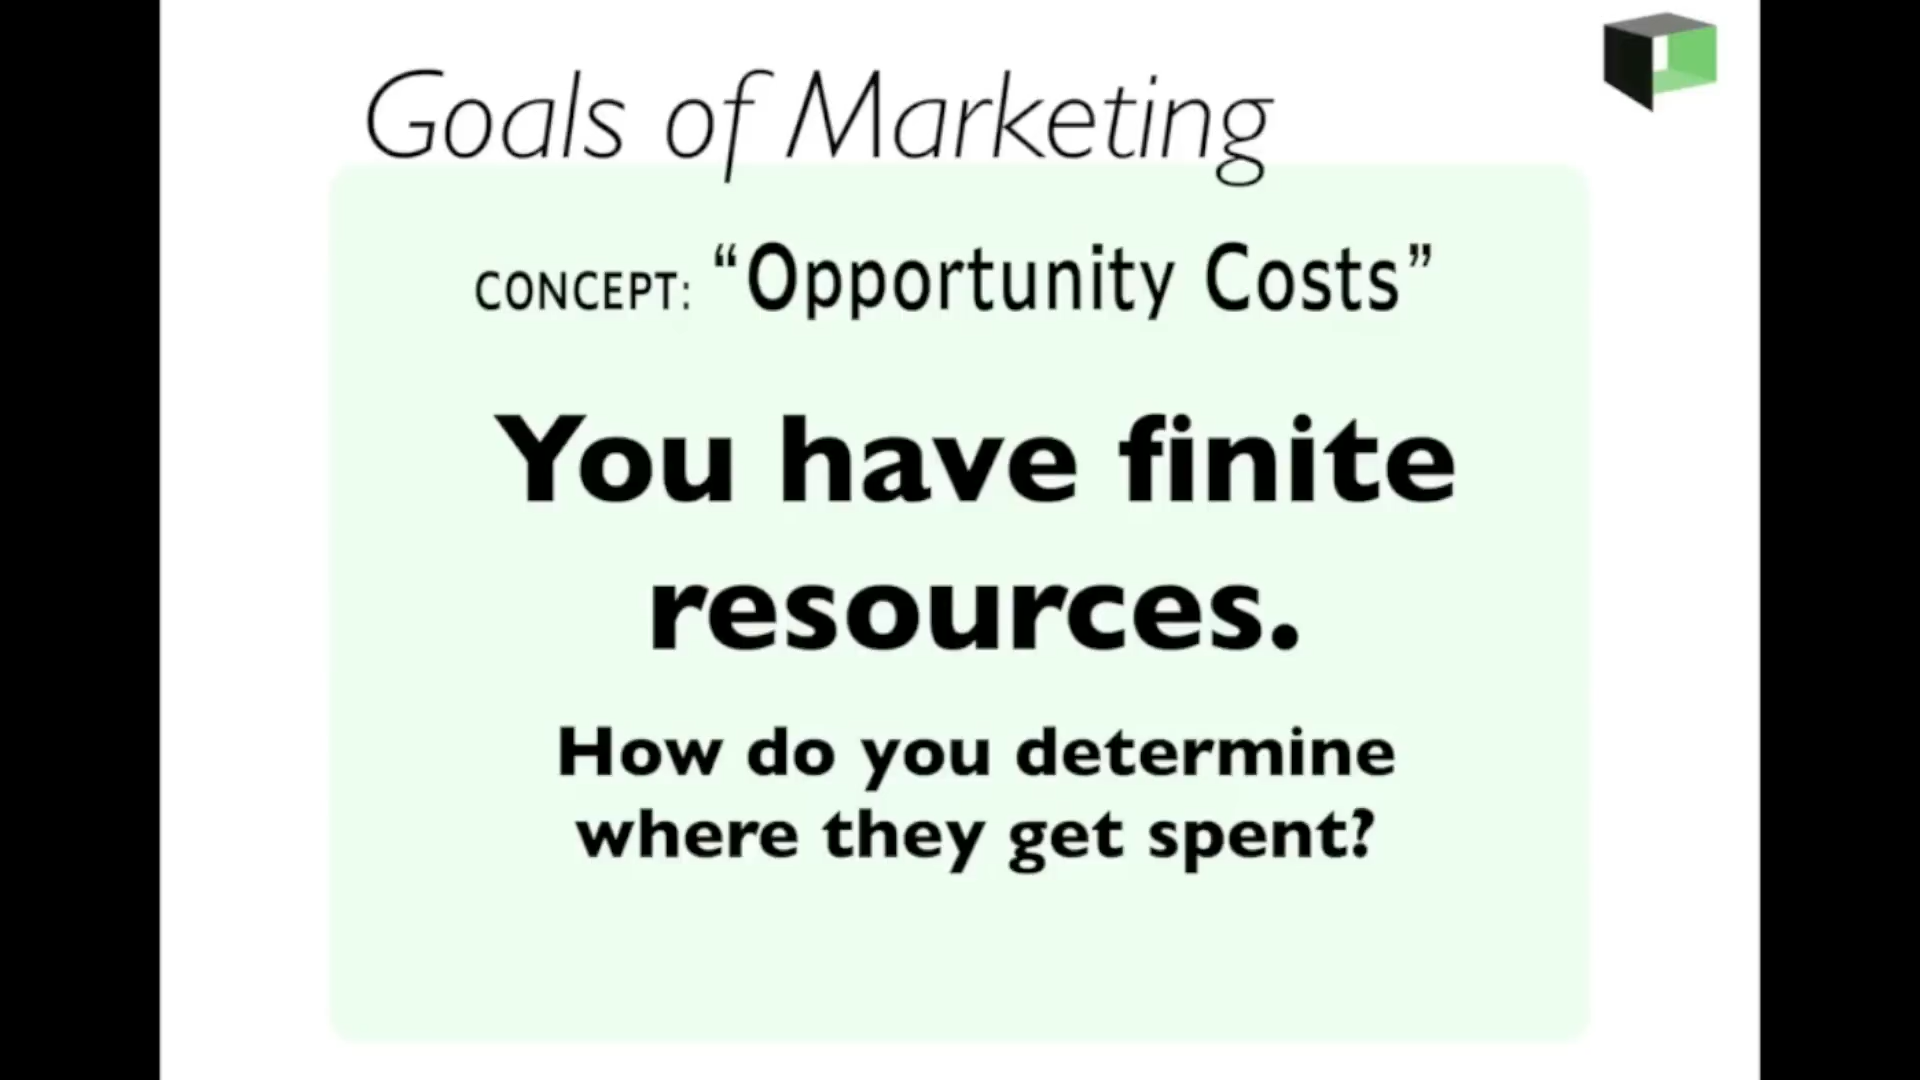 Goals of Marketing
CONCEPT: “Opportunity Costs”
You have finite
resources.
How do you determine
where they get spent?